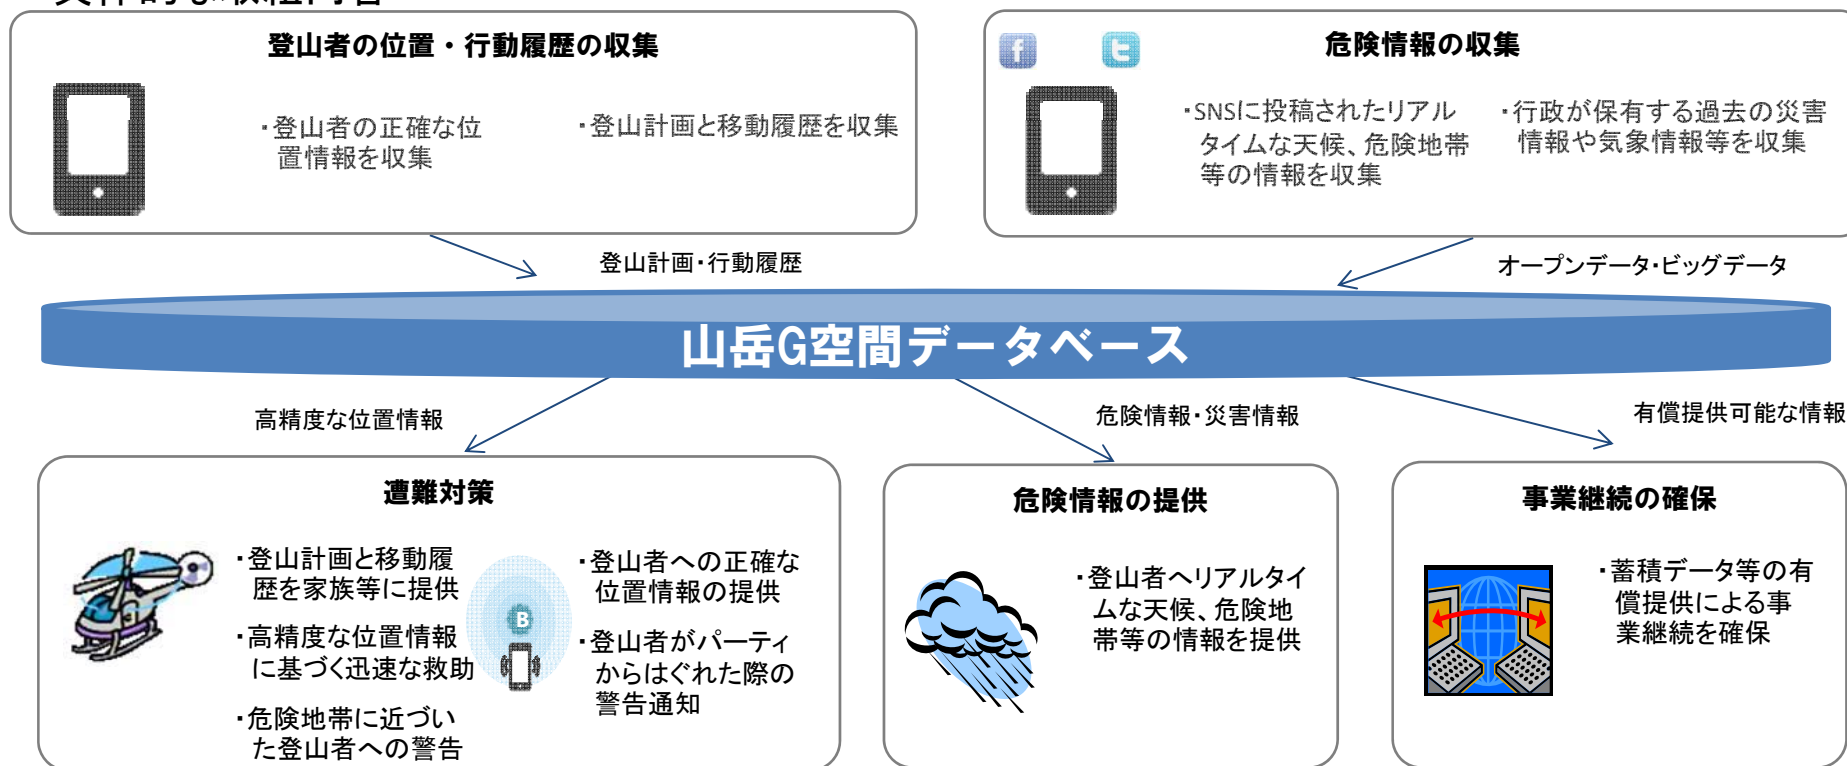 登山者の位置・行動履歴の収集
・登山者の正確な位
置情報を収集
・登山計画と移動履歴を収集
危険情報の収集
・SNSに投稿されたリアル
タイムな天候、危険地帯
等の情報を収集
・行政が保有する過去の災害
情報や気象情報等を収集
登山計画・行動履歴
オープンデータ・ビッグデータ
山岳G空間データベース
高精度な位置情報
危険情報・災害情報
有償提供可能な情報
遭難対策
・登山計画と移動履
歴を家族等に提供
・高精度な位置情報
に基づく迅速な救助
・危険地帯に近づい
た登山者への警告
B
・登山者への正確な
位置情報の提供
・登山者がパーティ
からはぐれた際の
警告通知
危険情報の提供
・登山者へリアルタイ
ムな天候、危険地
帯等の情報を提供
事業継続の確保
・蓄積データ等の有
償提供による事
業継続を確保